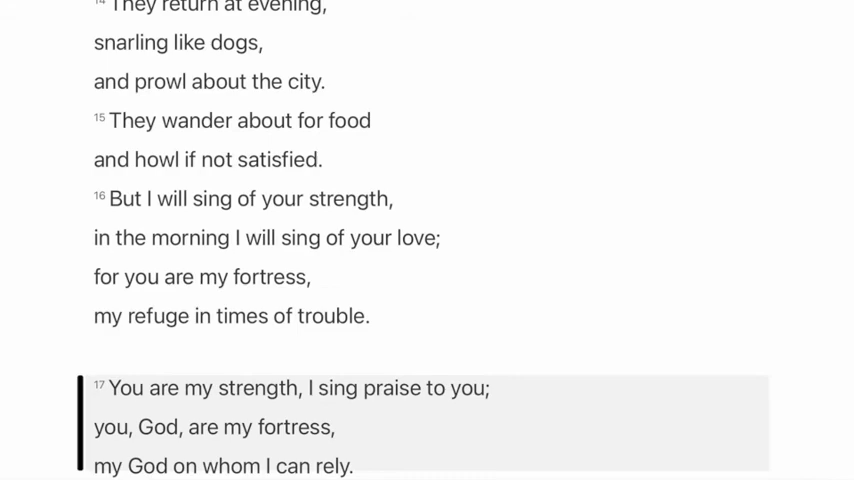 14 They return at evening,
snarling like dogs,
and prowl about the city.
15 They wander about for food
and howl if not satisfied.
16 But I will sing of your strength,
in the morning I will sing of your love;
for you are my fortress,
my refuge in times of trouble.
17 You are my strength, I sing praise to you;
you, God, are my fortress,
my God on whom I can rely.